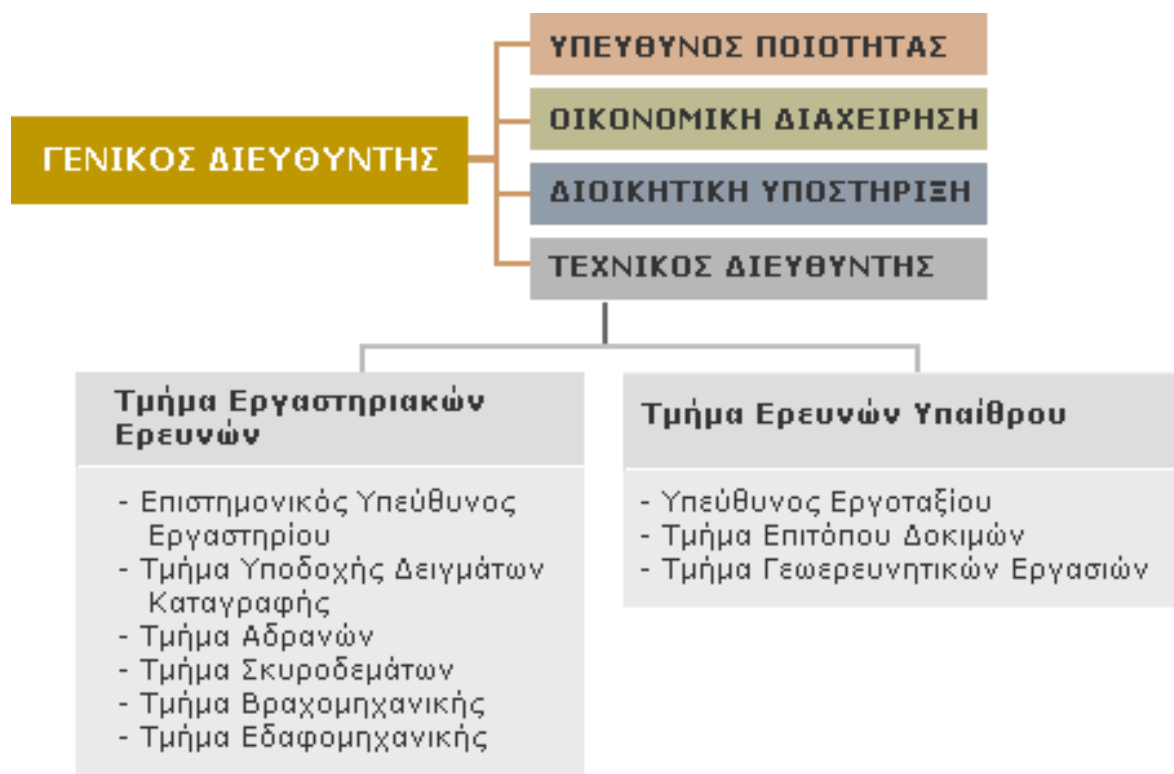 ΥΠΕΥΘΥΝΟΣ ΠΟΙΟΤΗΤΑΣ
ΟΙΚΟΝΟΜΙΚΗ ΔΙΑΧΕΙΡΗΣΗ
ΓΕΝΙΚΟΣ ΔΙΕΥΘΥΝΤΗΣ
ΔΙΟΙΚΗΤΙΚΗ ΥΠΟΣΤΗΡΙΞΗ
ΤΕΧΝΙΚΟΣ ΔΙΕΥΘΥΝΤΗΣ
Τμήμα Εργαστηριακών
Ερευνών
- Επιστημονικός Υπεύθυνος
Εργαστηρίου
- Τμήμα Υποδοχής Δειγμάτων
Καταγραφής
- Τμήμα Αδρανών
- Τμήμα Σκυροδεμάτων
- Τμήμα Βραχομηχανικής
- Τμήμα Εδαφομηχανικής
Τμήμα Ερευνών Υπαίθρου
- Υπεύθυνος Εργοταξίου
- Τμήμα Επιτόπου Δοκιμών
- Τμήμα Γεωερευνητικών Εργασιών